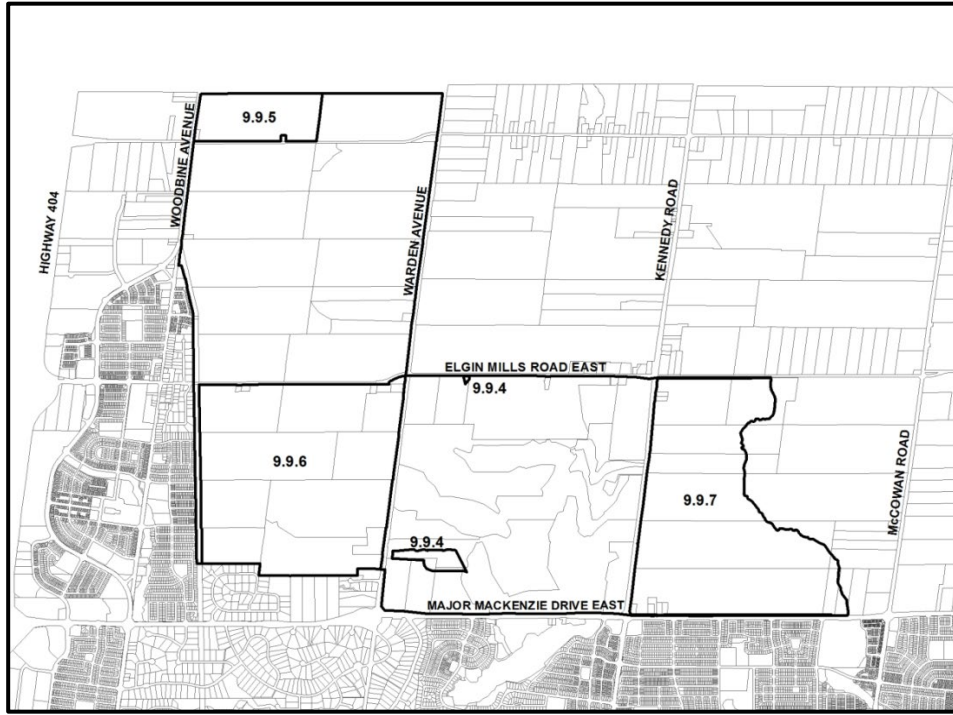 9.9.5
WOODBINE AVENUE
HIGHWAY 404
WARDEN AVENUE
KENNEDY ROAD
ELGIN MILLS ROAD EAST
9.9.4
9.9.6
9.9.7
McCOWAN ROAD
9.9.4
MAJOR MACKENZIE DRIVE EAST